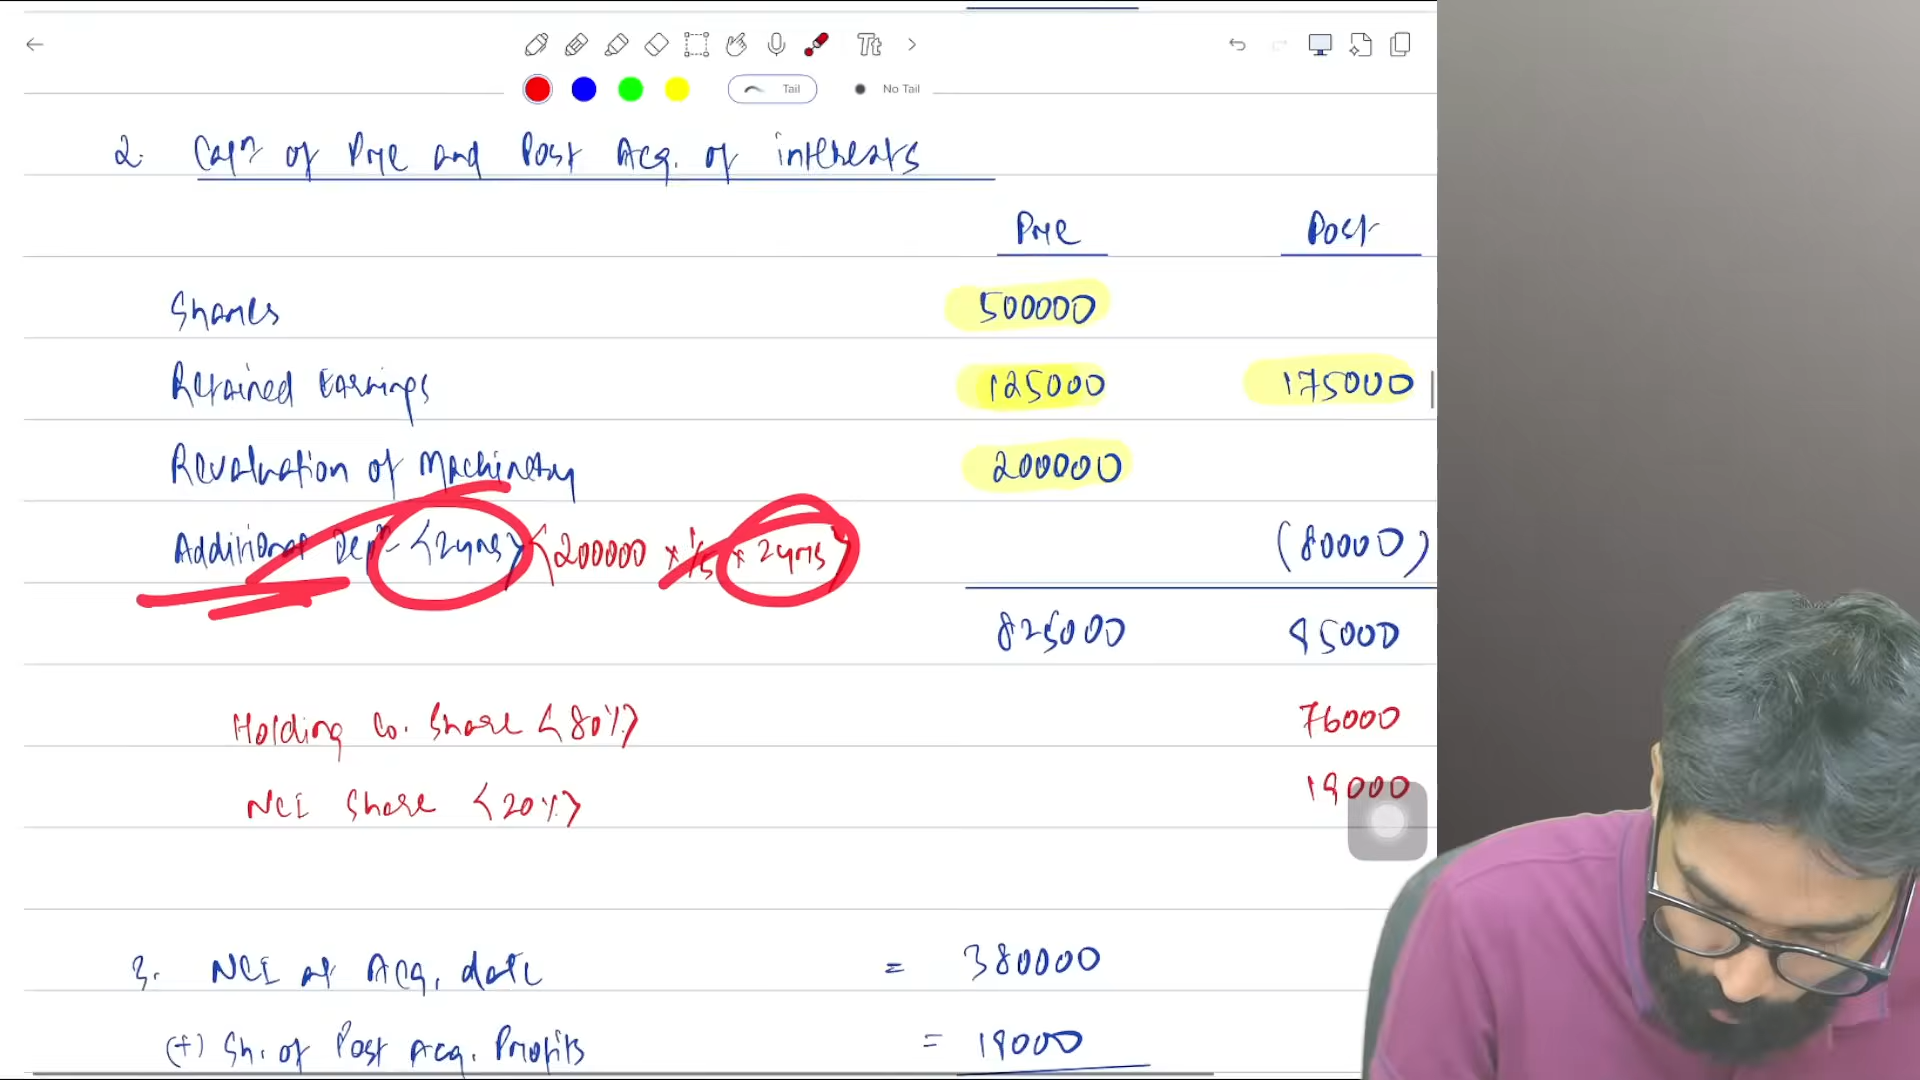 Tail No Tail
2. Calⁿ of Pre and Post Acq. of interests
Pre Post
Shares 500000
Retained Earnings 125000 175000
Revaluation of Machinery 200000
Additional Depⁿ <2yrs> <200000 × 1/5 × 2yrs> (80000)
825000 95000
Holding Co. Share <80%> 76000
NCI Share <20%> 19000
3. NCI at Acq. date = 380000
(+) Sh. of Post Acq. Profits = 19000